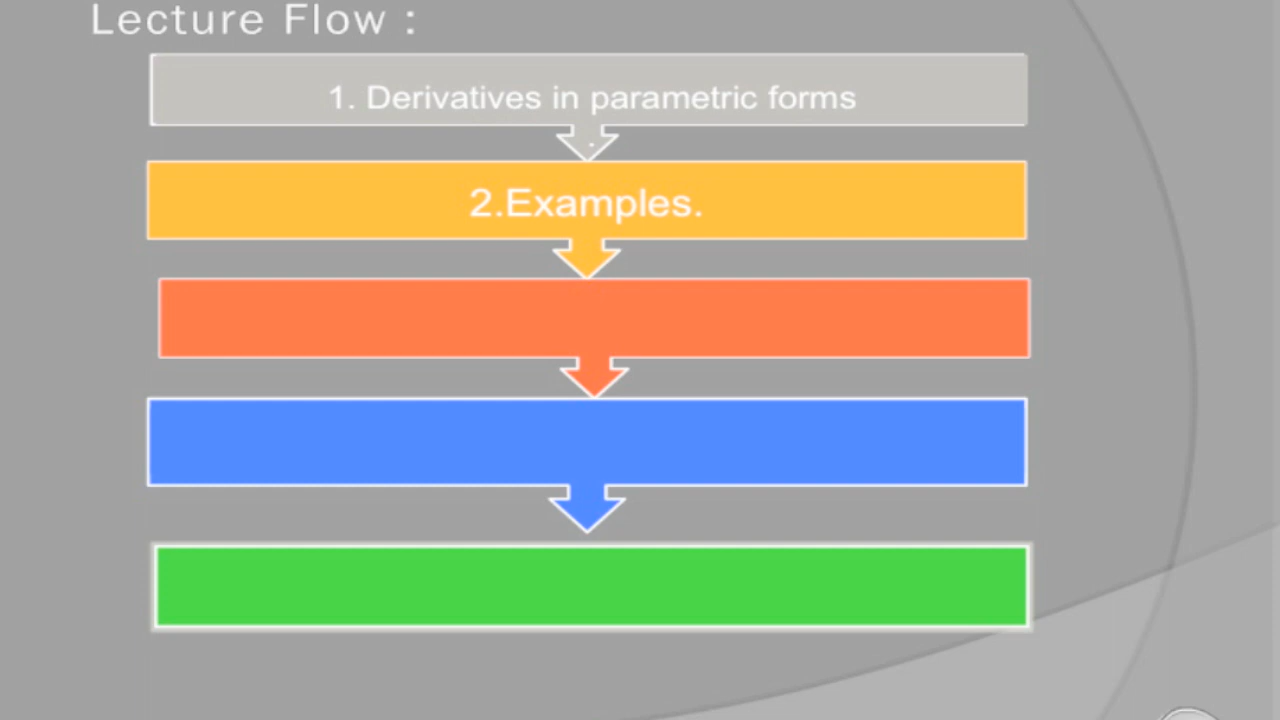 Lecture Flow :
1. Derivatives in parametric forms
.
2.Examples.